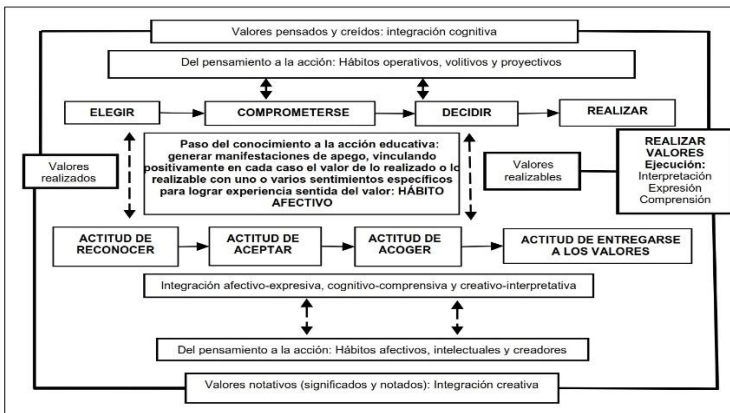 Valores pensados y creídos: integración cognitiva
Del pensamiento a la acción: Hábitos operativos, volitivos y proyectivos
ELEGIR
COMPROMETERSE
DECIDIR
REALIZAR
Valores
realizados
Paso del conocimiento a la acción educativa:
generar manifestaciones de apego, vinculando
positivamente en cada caso el valor de lo realizado o lo
realizable con uno o varios sentimientos específicos
para lograr experiencia sentida del valor: HÁBITO
AFECTIVO
Valores
realizables
REALIZAR
VALORES
Ejecución:
Interpretación
Expresión
Comprensión
ACTITUD DE
RECONOCER
ACTITUD DE
ACEPTAR
ACTITUD DE
ACOGER
ACTITUD DE ENTREGARSE
A LOS VALORES
Integración afectivo-expresiva, cognitivo-comprensiva y creativo-interpretativa
Del pensamiento a la acción: Hábitos afectivos, intelectuales y creadores
Valores notativos (significados y notados): Integración creativa